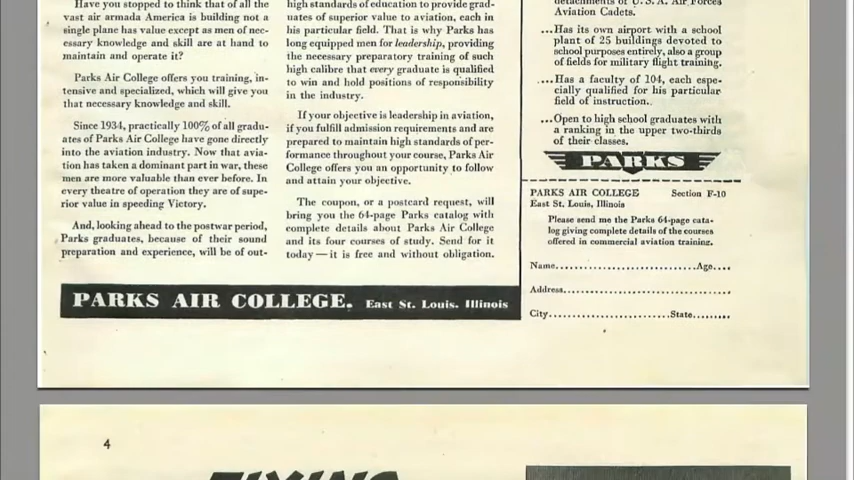 Have you stopped to think that of all the
vast air armada America is building not a
single plane has value except as men of nec-
essary knowledge and skill are at hand to
maintain and operate it?
Parks Air College offers you training, in-
tensive and specialized, which will give you
that necessary knowledge and skill.
Since 1934, practically 100% of all gradu-
ates of Parks Air College have gone directly
into the aviation industry. Now that avia-
tion has taken a dominant part in war, these
men are more valuable than ever before. In
every theatre of operation they are of supe-
rior value in speeding Victory.
And, looking ahead to the postwar period,
Parks graduates, because of their sound
preparation and experience, will be of out-
high standards of education to provide grad-
uates of superior value to aviation, each in
his particular field. That is why Parks has
long equipped men for leadership, providing
the necessary preparatory training of such
high calibre that every graduate is qualified
to win and hold positions of responsibility
in the industry.
If your objective is leadership in aviation,
if you fulfill admission requirements and are
prepared to maintain high standards of per-
formance throughout your course, Parks Air
College offers you an opportunity to follow
and attain your objective.
The coupon, or a postcard request, will
bring you the 64-page Parks catalog with
complete details about Parks Air College
and its four courses of study. Send for it
today—it is free and without obligation.
detachments of U. S. A. Air Forces
Aviation Cadets.
...Has its own airport with a school
plant of 25 buildings devoted to
school purposes entirely, also a group
of fields for military flight training.
...Has a faculty of 104, each espe-
cially qualified for his particular
field of instruction.
...Open to high school graduates with
a ranking in the upper two-thirds
of their classes.
PARKS
PARKS AIR COLLEGE Section F-10
East St. Louis, Illinois
Please send me the Parks 64-page cata-
log giving complete details of the courses
offered in commercial aviation training.
Name..........Age....
Address..........
City..........State.........
PARKS AIR COLLEGE. East St. Louis. Illinois
4
FLYING